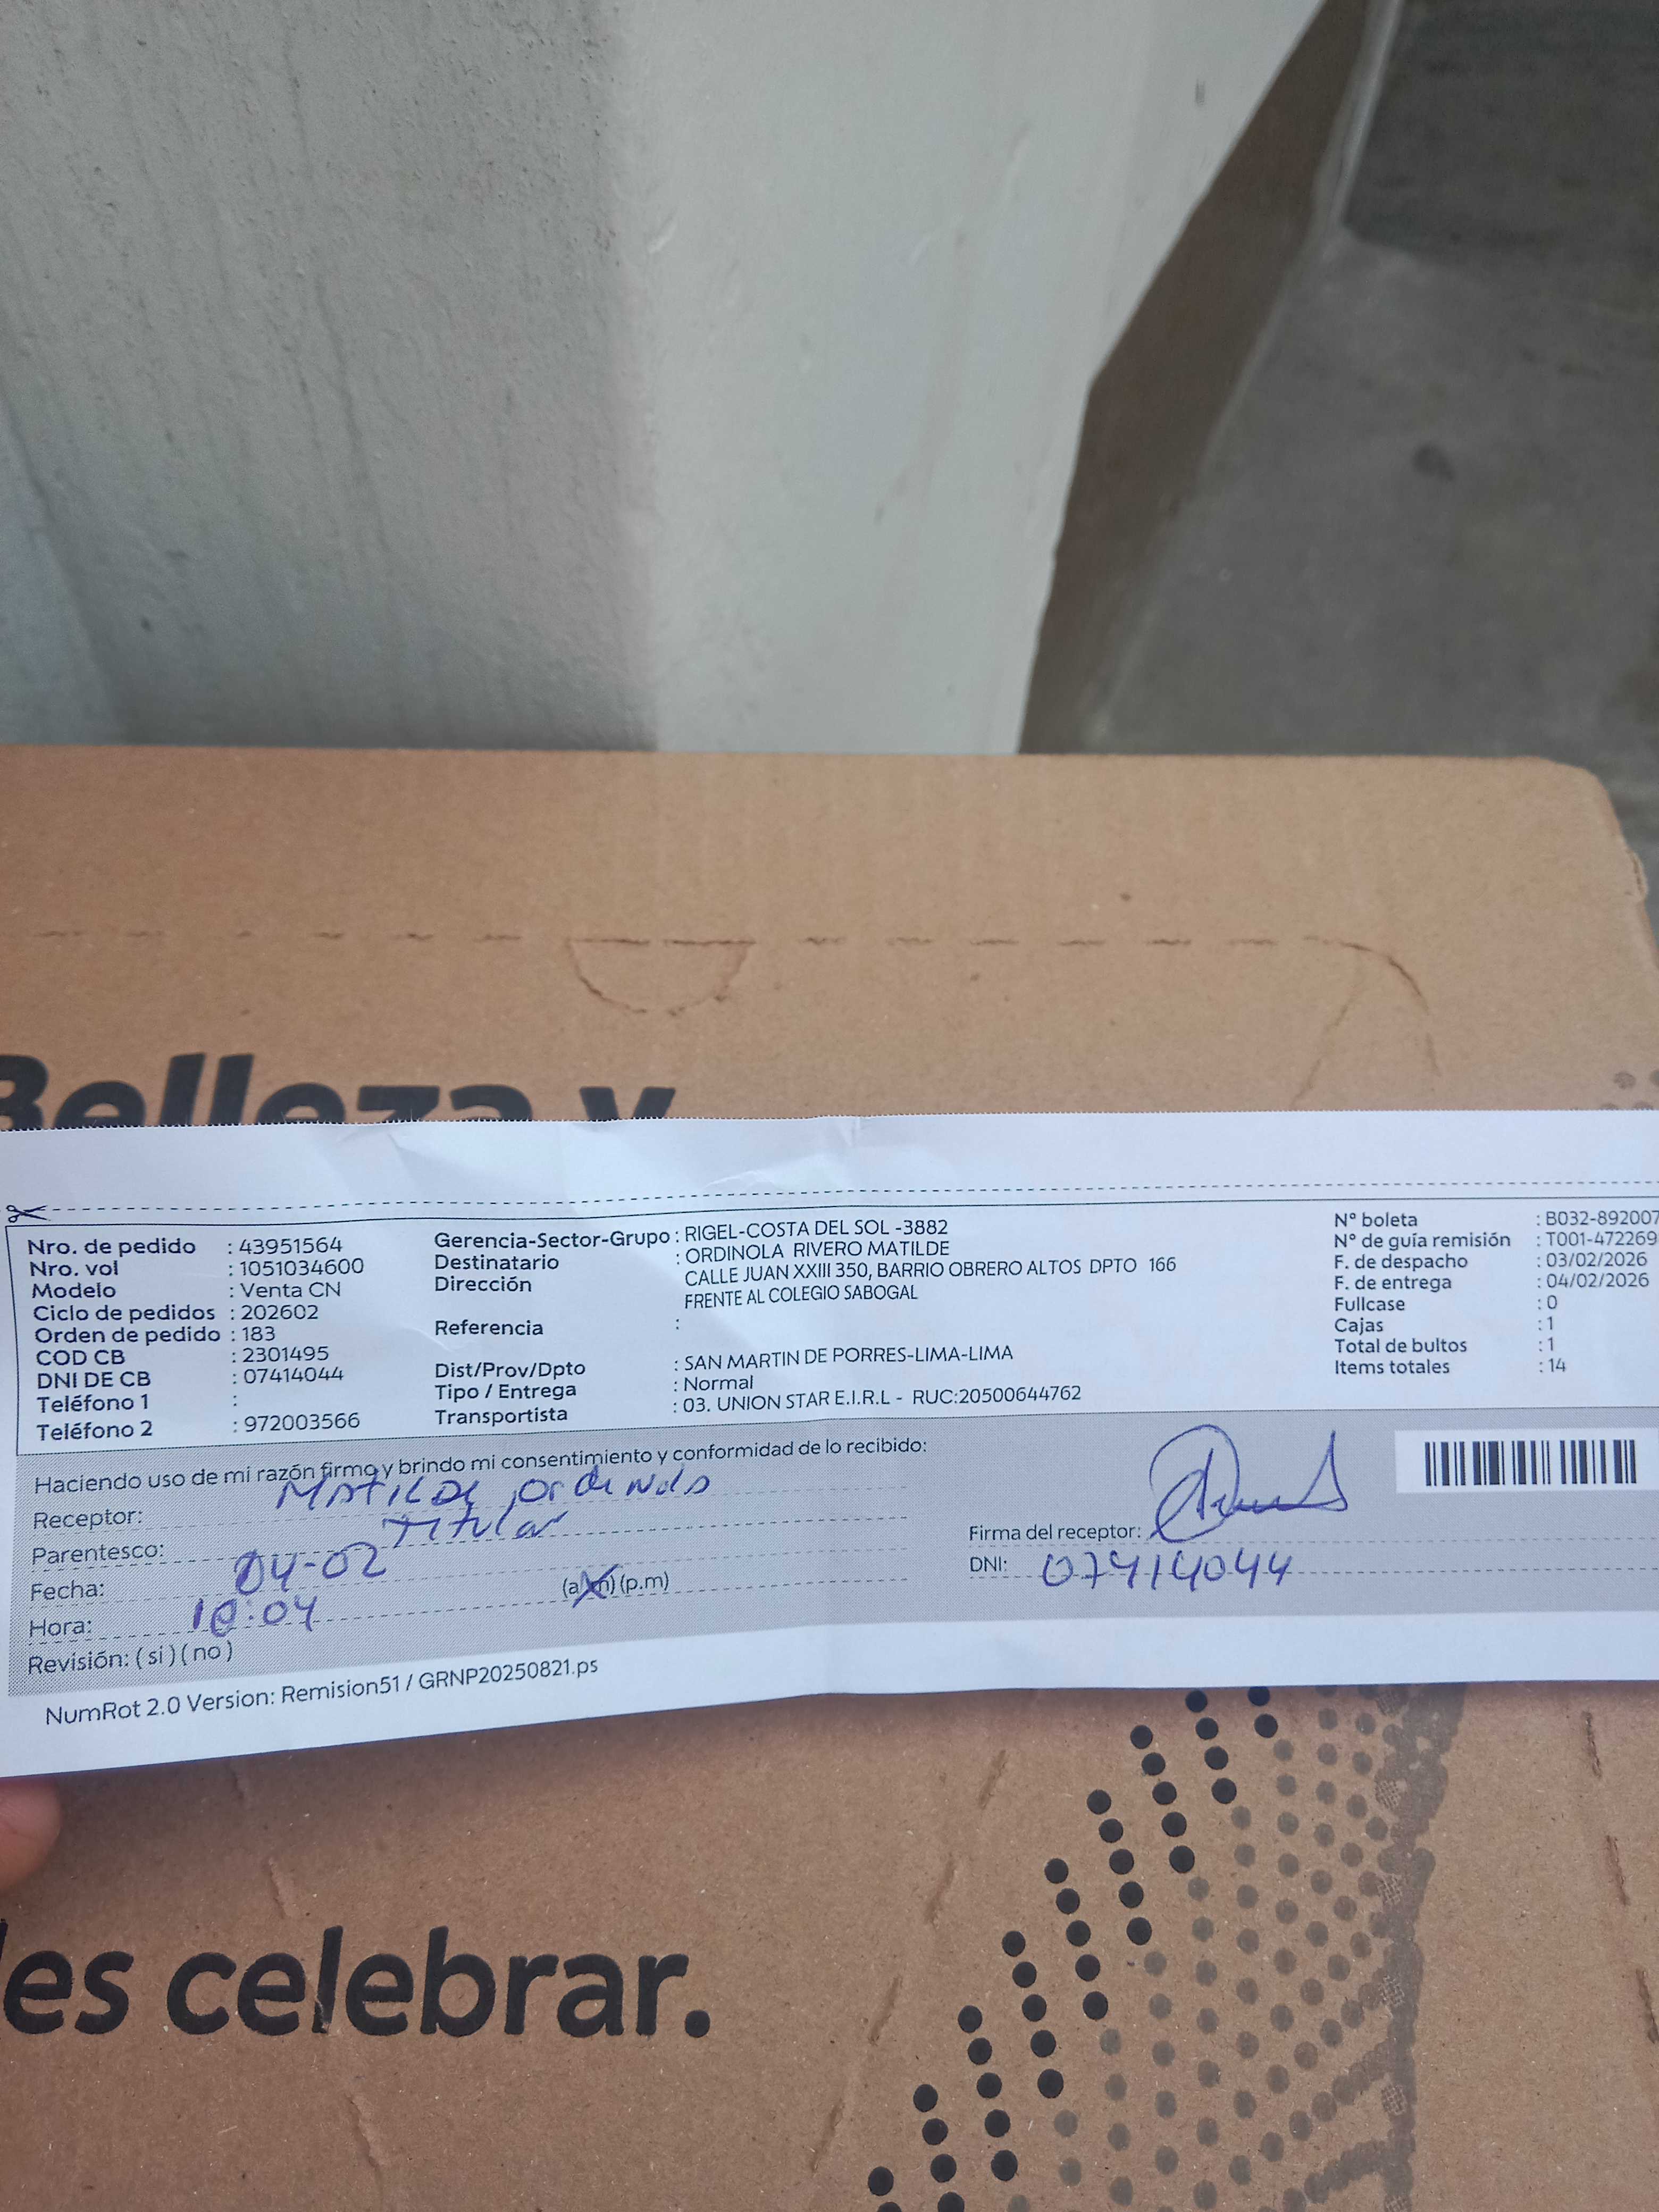 Belleza y
Nro. de pedido : 43951564
Nro. vol : 1051034600
Modelo : Venta CN
Ciclo de pedidos : 202602
Orden de pedido : 183
COD CB : 2301495
DNI DE CB : 07414044
Teléfono 1 :
Teléfono 2 : 972003566
Gerencia-Sector-Grupo : RIGEL-COSTA DEL SOL -3882
Destinatario : ORDINOLA RIVERO MATILDE
Dirección CALLE JUAN XXIII 350, BARRIO OBRERO ALTOS DPTO 166
FRENTE AL COLEGIO SABOGAL
Referencia :
Dist/Prov/Dpto : SAN MARTIN DE PORRES-LIMA-LIMA
Tipo / Entrega : Normal
Transportista : 03. UNION STAR E.I.R.L - RUC:20500644762
N° boleta : B032-892007
N° de guía remisión : T001-472269
F. de despacho : 03/02/2026
F. de entrega : 04/02/2026
Fullcase : 0
Cajas : 1
Total de bultos : 1
Items totales : 14
Haciendo uso de mi razón firmo y brindo mi consentimiento y conformidad de lo recibido:
Receptor: Matilde Ordinola
Parentesco: Titular
Fecha: 04-02
Hora: (a.m) (p.m)
Revisión: ( si ) ( no )
Firma del receptor:
DNI: 07414044
NumRot 2.0 Version: Remision51 / GRNP20250821.ps
es celebrar.